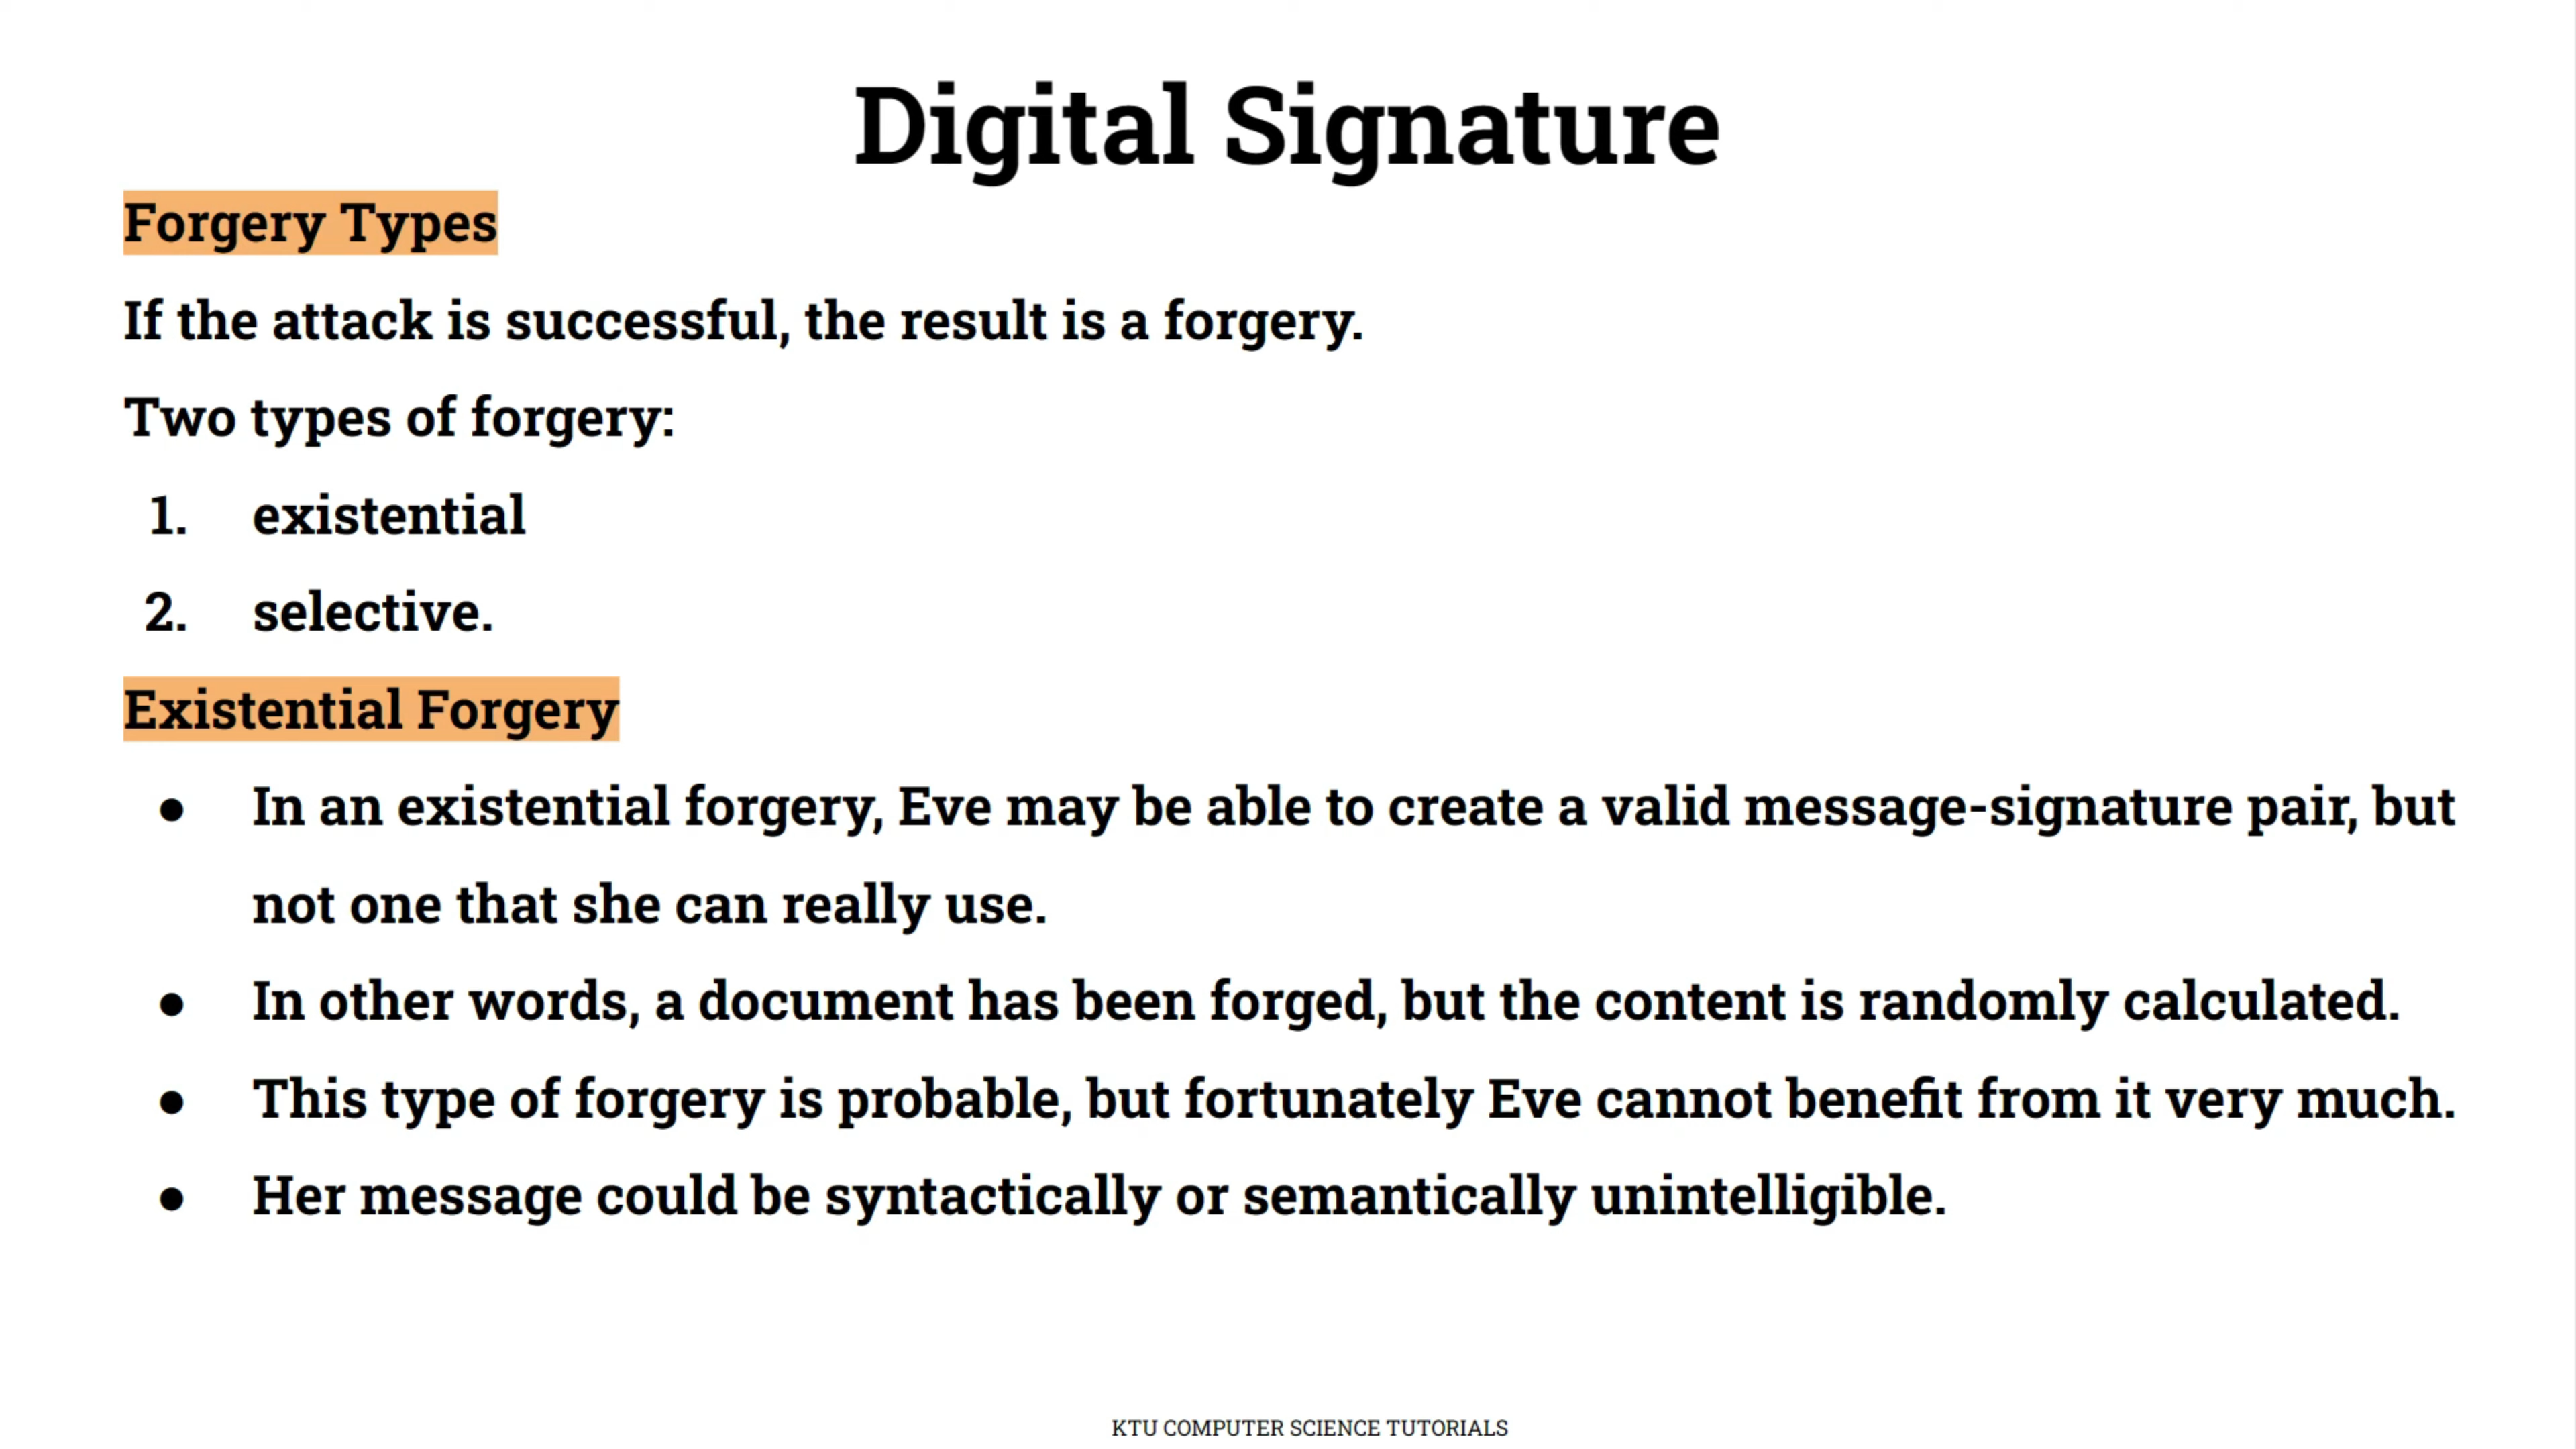 Digital Signature
Forgery Types
If the attack is successful, the result is a forgery.
Two types of forgery:
1. existential
2. selective.
Existential Forgery
● In an existential forgery, Eve may be able to create a valid message-signature pair, but
not one that she can really use.
● In other words, a document has been forged, but the content is randomly calculated.
● This type of forgery is probable, but fortunately Eve cannot benefit from it very much.
● Her message could be syntactically or semantically unintelligible.
KTU COMPUTER SCIENCE TUTORIALS